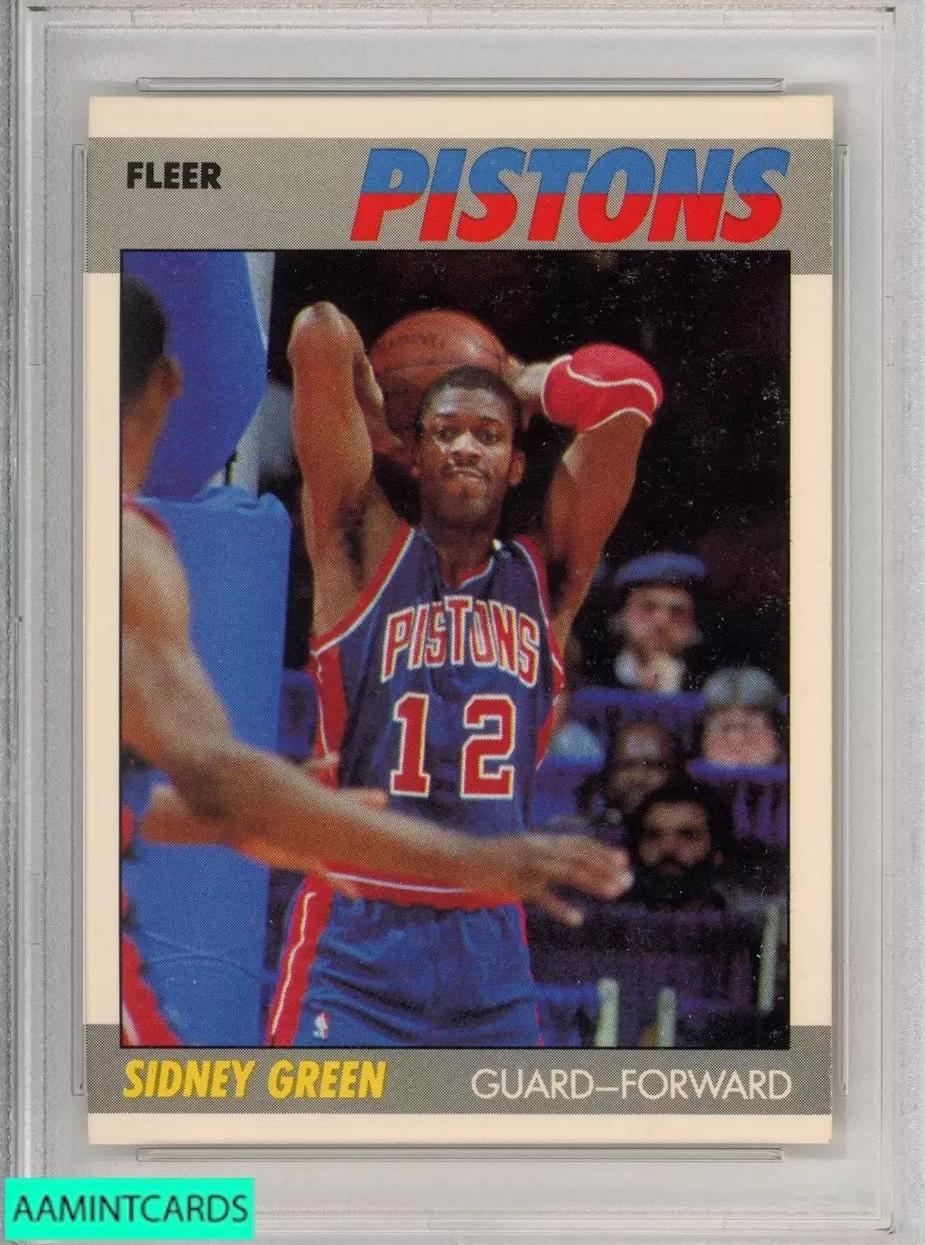 FLEER
PISTONS
PISTONS
12
SIDNEY GREEN
GUARD–FORWARD
AAMINTCARDS